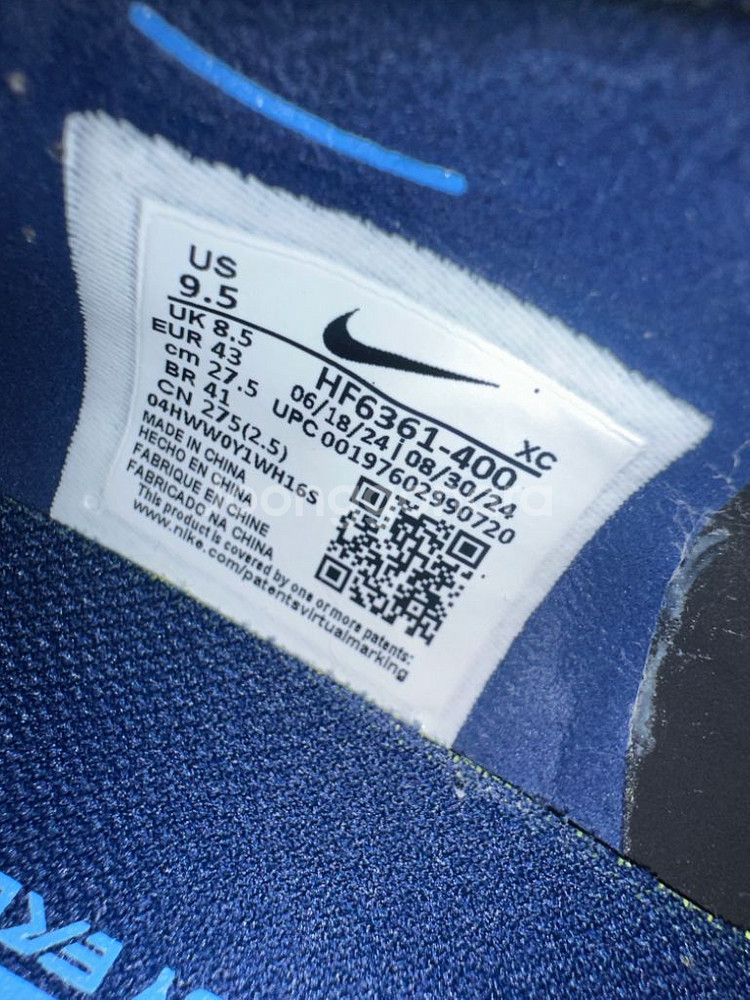 US
9.5
UK 8.5
EUR 43
cm 27.5
BR 41
CN 275(2.5)
04HWW0Y1WH16S
MADE IN CHINA
HECHO EN CHINA
FABRIQUE EN CHINE
FABRICADO NA CHINA
This product is covered by one or more patents:
www.nike.com/patentsvirtualmarking
HF6361-400
XC
06/18/24|08/30/24
UPC 00197602990720